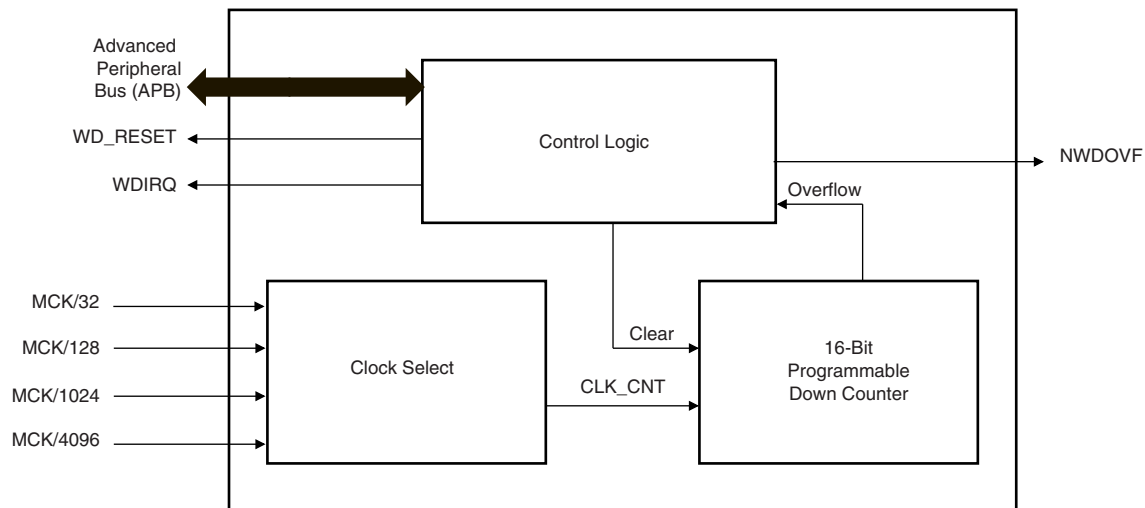 Advanced
Peripheral
Bus (APB)
WD_RESET
WDIRQ
Control Logic
NWDOVF
Overflow
MCK/32
MCK/128
MCK/1024
MCK/4096
Clock Select
Clear
CLK_CNT
16-Bit
Programmable
Down Counter